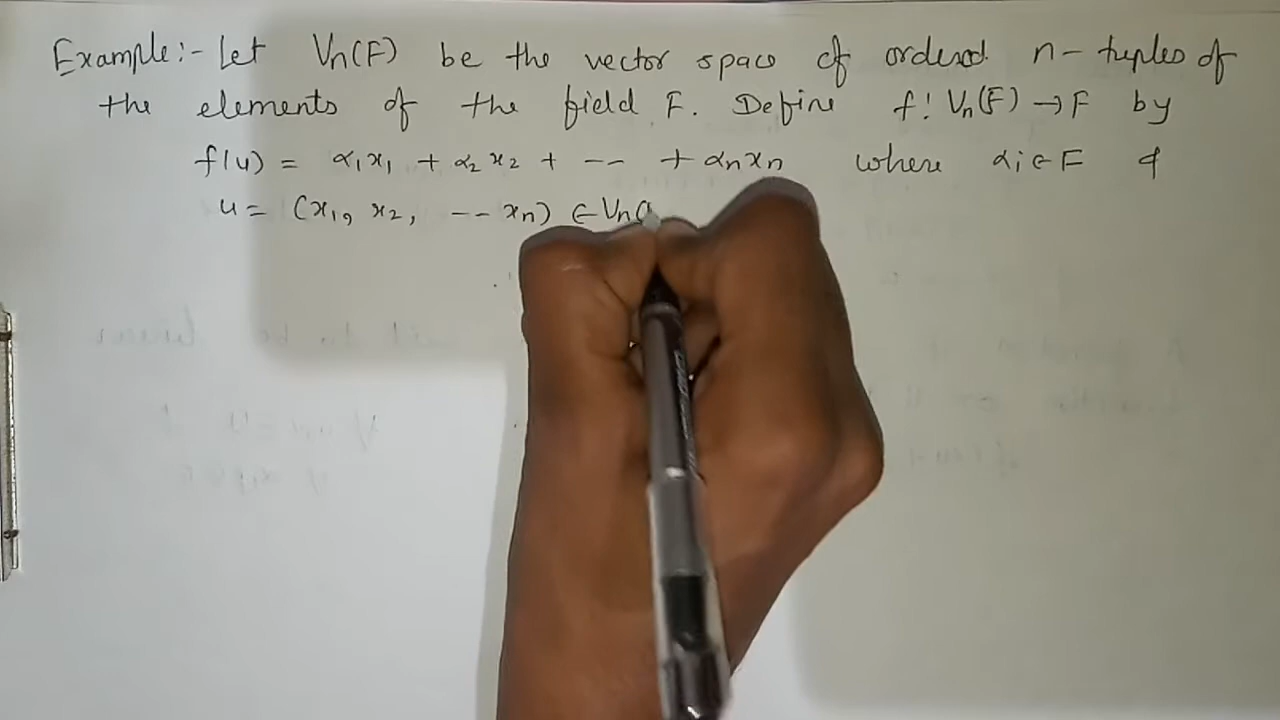 Example:- Let Vn(F) be the vector space of ordered n-tuples of
the elements of the field F. Define f: Vn(F) → F by
f(u) = α1x1 + α2x2 + -- + αnxn where αi ∈ F &
u = (x1, x2, -- xn) ∈ Vn(